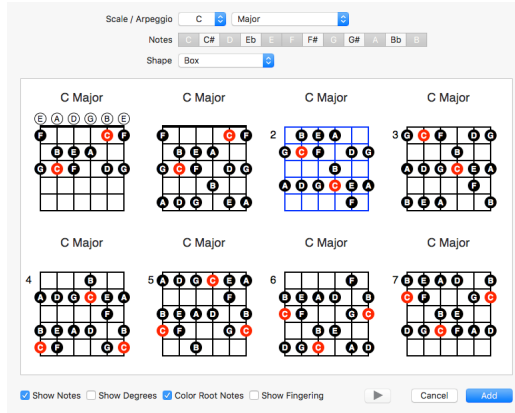 Scale / Arpeggio C Major
Notes C C# D Eb E F F# G G# A Bb B
Shape Box
C Major C Major C Major C Major
E A D G B E
F C F F C F 2 B E A 3 G C F D G
B E A B E A G C F D G B
G C F D G G C F D G B A D G C E A
B A D G C E A F
A D G E A F B E A B
C Major C Major C Major C Major
4 B 5 A D G C E A 6 F 7 B E A D B
A D G C E A F B E A D B C F G C
B E A D B C F G C B E
B E A D B C F G C B E D G C F A D
C F G C B D G C A D
Show Notes Show Degrees Color Root Notes Show Fingering Cancel Add